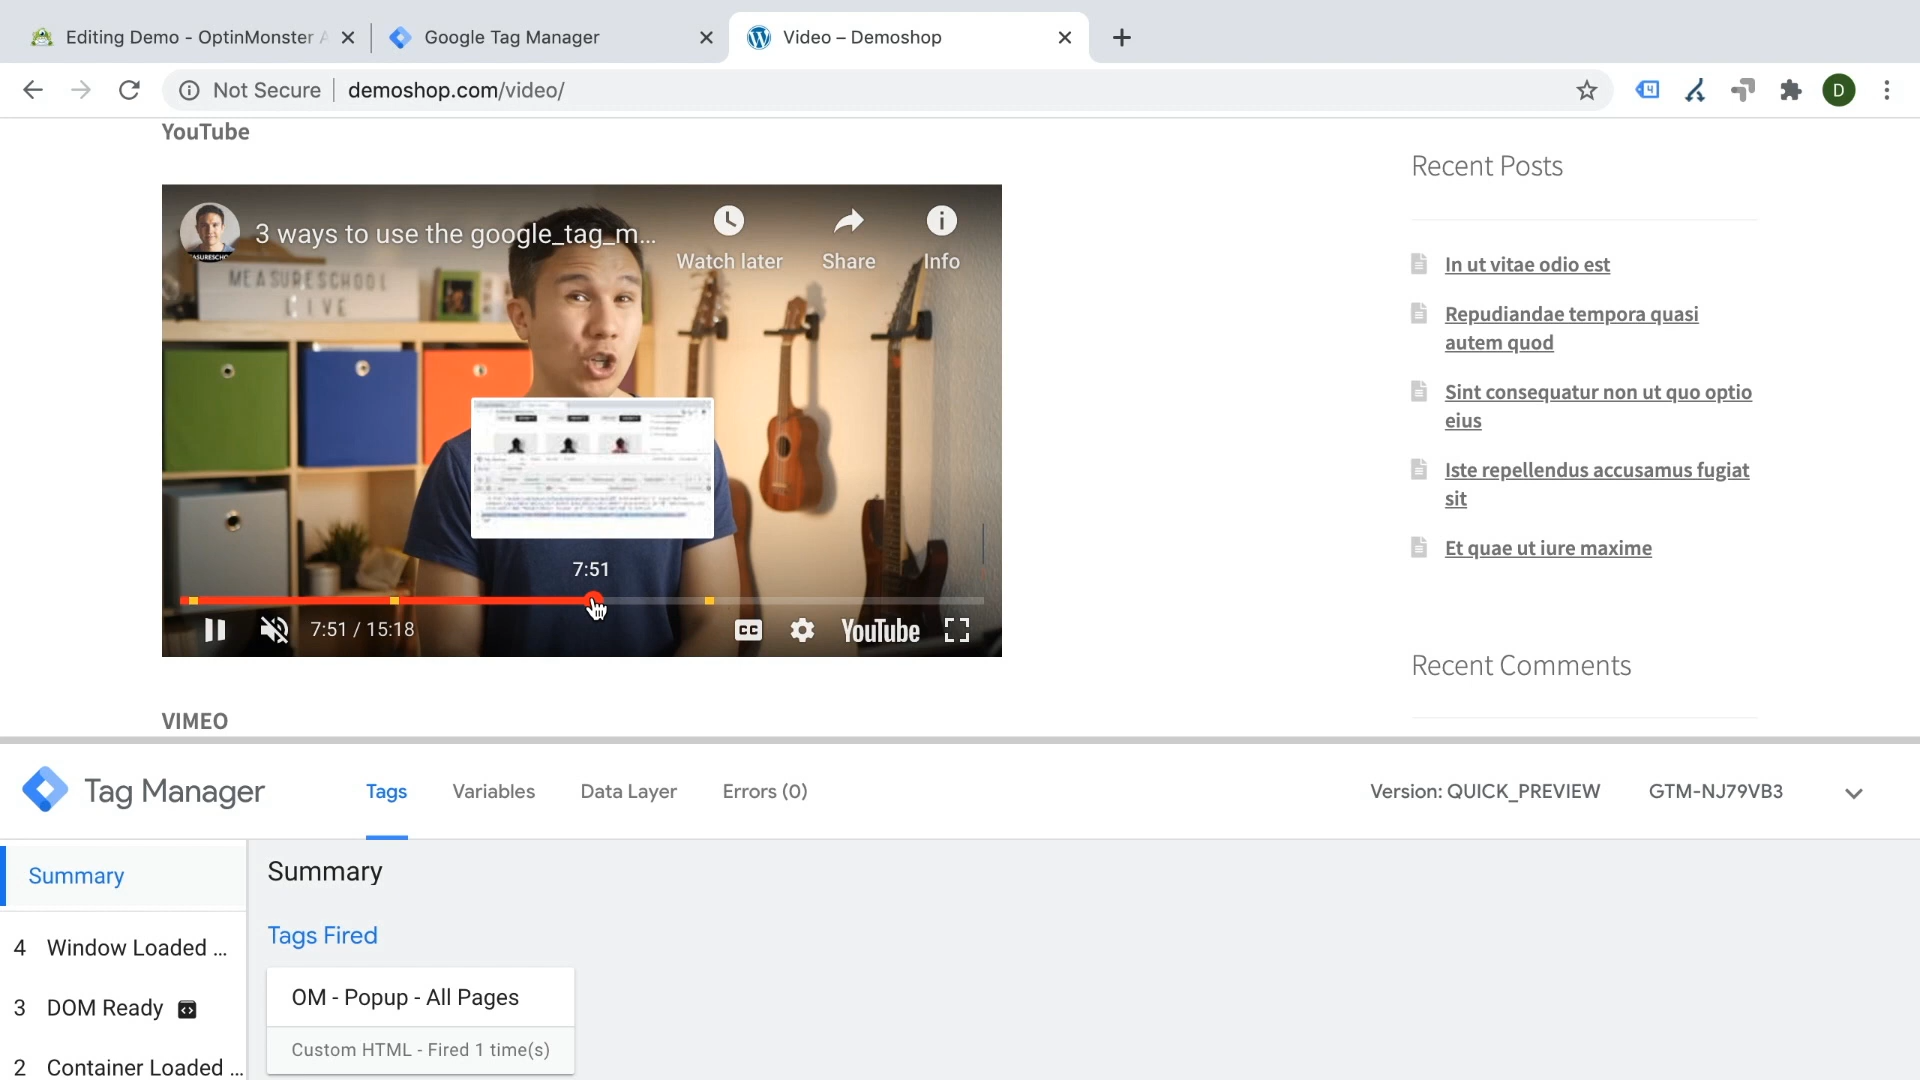 Editing Demo - OptinMonster A
Google Tag Manager
Video – Demoshop
Not Secure
demoshop.com/video/
4
D
YouTube
3 ways to use the google_tag_m...
Watch later
Share
Info
MEASURESCHOOL
LIVE
7:51
7:51 / 15:18
CC
YouTube
VIMEO
Recent Posts
In ut vitae odio est
Repudiandae tempora quasi
autem quod
Sint consequatur non ut quo optio
eius
Iste repellendus accusamus fugiat
sit
Et quae ut iure maxime
Recent Comments
Tag Manager
Tags
Variables
Data Layer
Errors (0)
Version: QUICK_PREVIEW
GTM-NJ79VB3
Summary
4 Window Loaded ...
3 DOM Ready
2 Container Loaded ...
Summary
Tags Fired
OM - Popup - All Pages
Custom HTML - Fired 1 time(s)